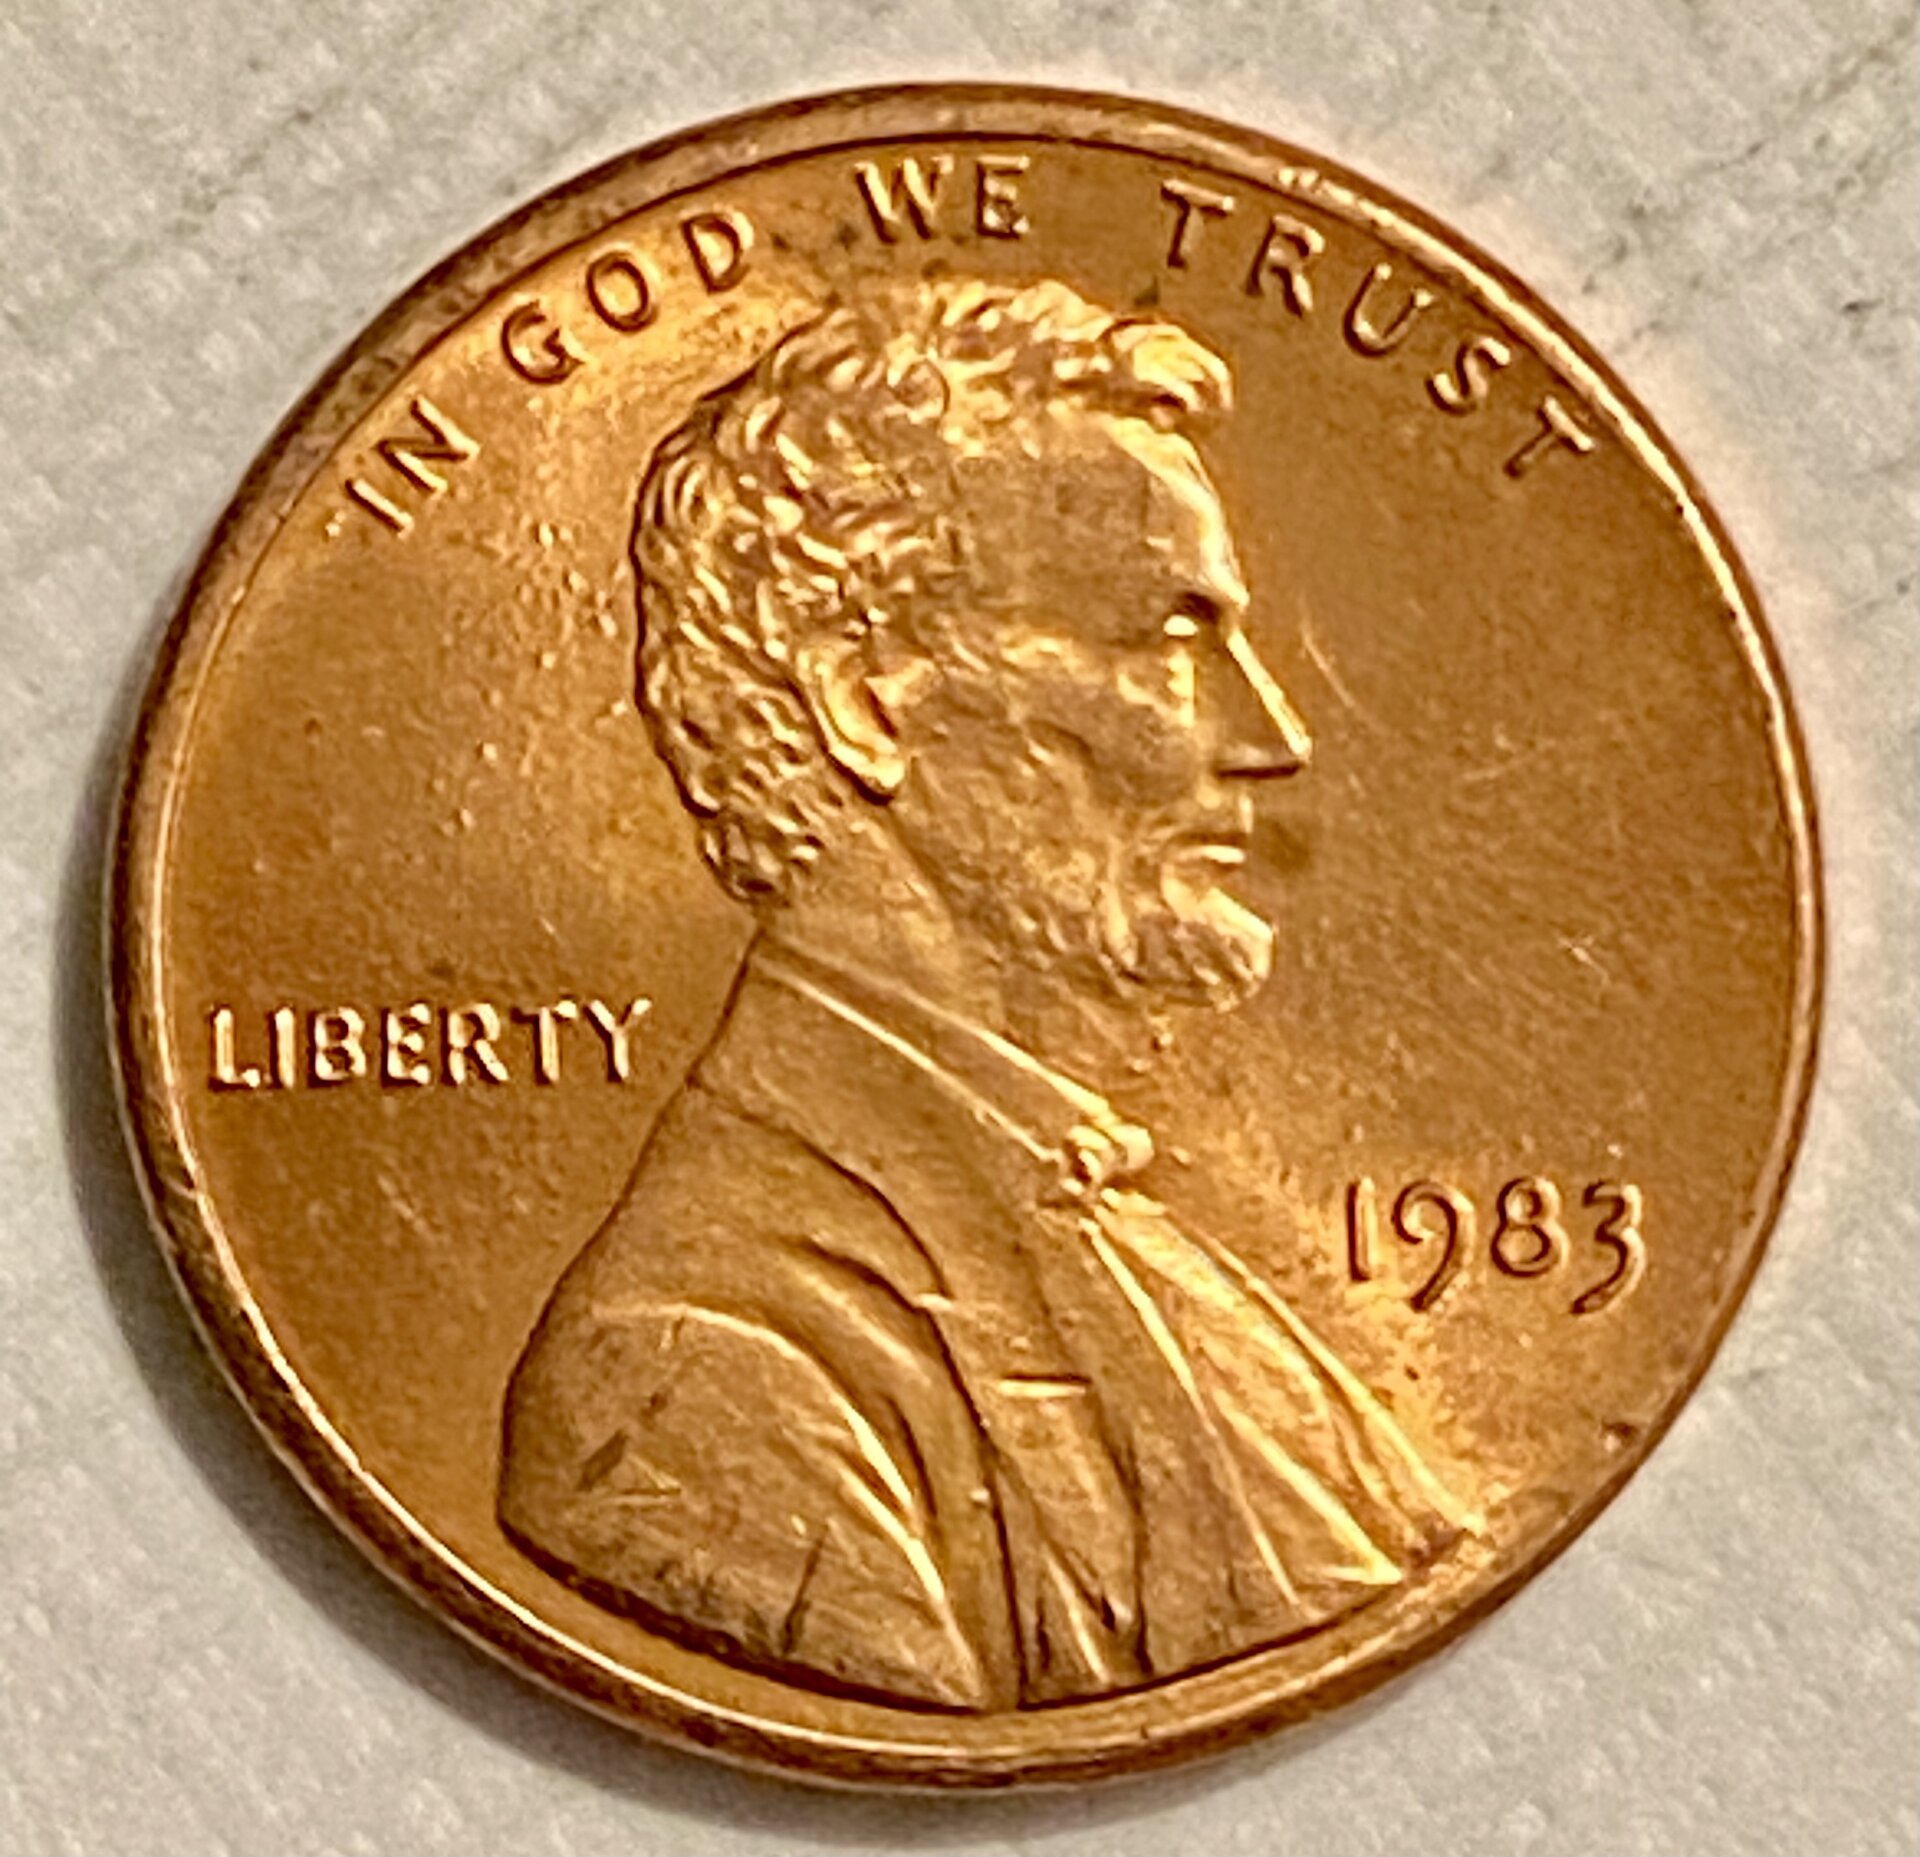 IN GOD WE TRUST
LIBERTY
1983